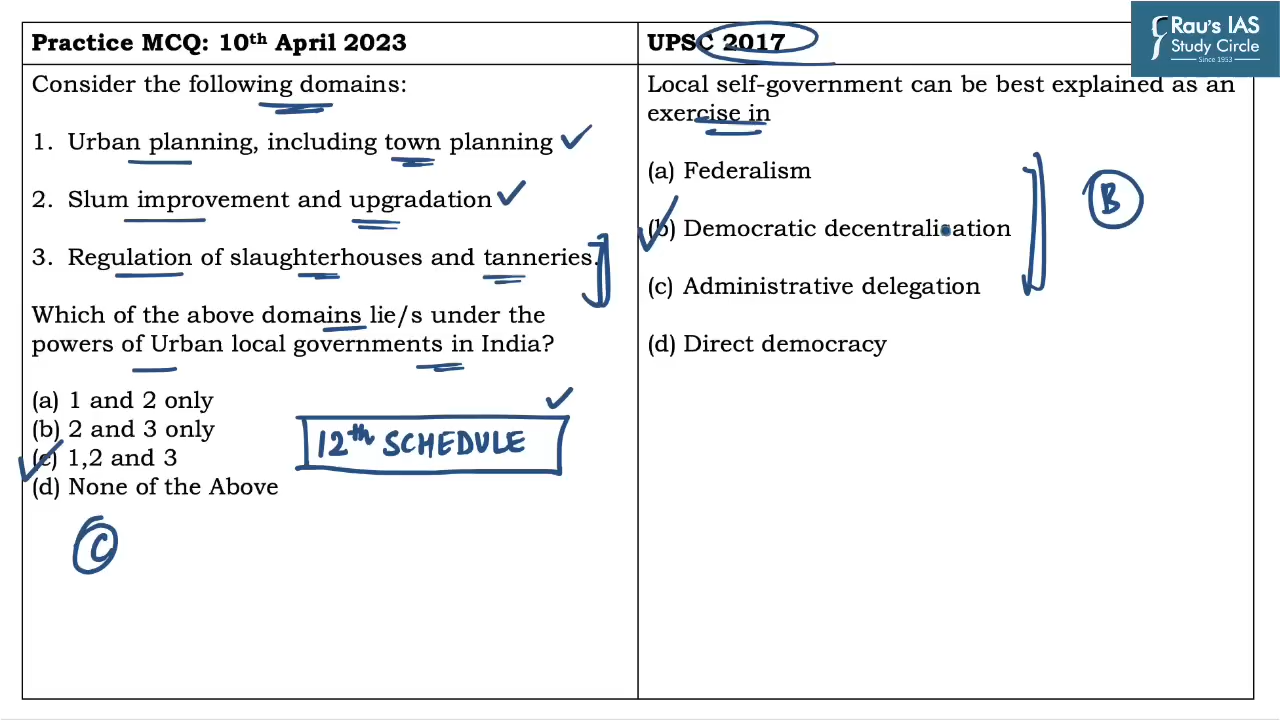 Practice MCQ: 10th April 2023
Consider the following domains:
1. Urban planning, including town planning
2. Slum improvement and upgradation
3. Regulation of slaughterhouses and tanneries.
Which of the above domains lie/s under the
powers of Urban local governments in India?
(a) 1 and 2 only
(b) 2 and 3 only
(c) 1,2 and 3
(d) None of the Above
12th SCHEDULE
C
UPSC 2017
Local self-government can be best explained as an
exercise in
(a) Federalism
(b) Democratic decentralisation
(c) Administrative delegation
(d) Direct democracy
B
Rau's IAS
Study Circle
Since 1953